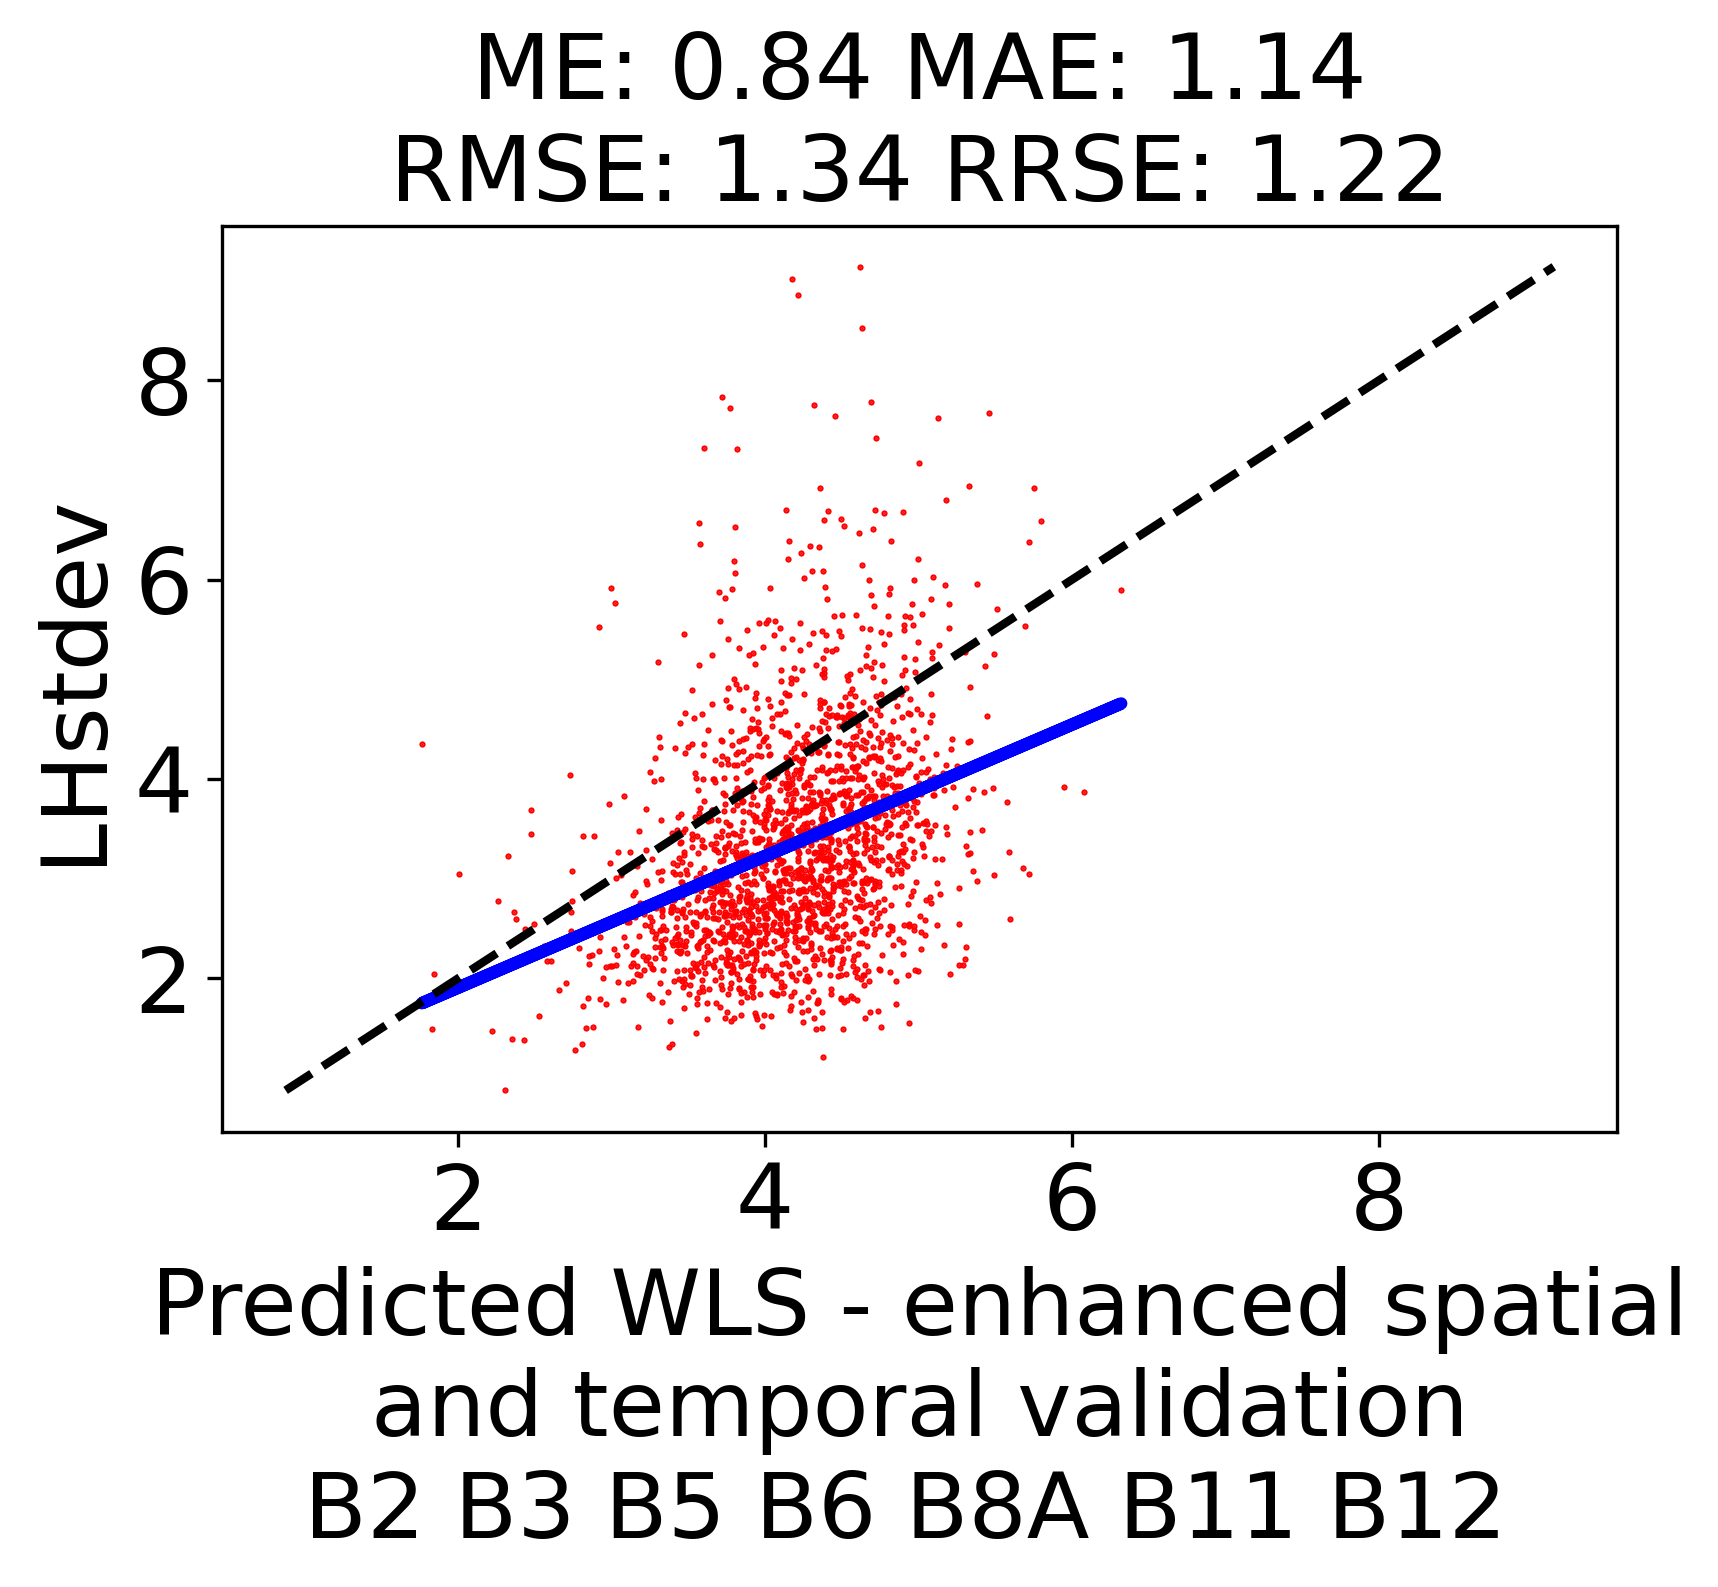 ME: 0.84 MAE: 1.14
RMSE: 1.34 RRSE: 1.22
LHstdev
8
6
4
2
2 4 6 8
Predicted WLS - enhanced spatial
and temporal validation
B2 B3 B5 B6 B8A B11 B12